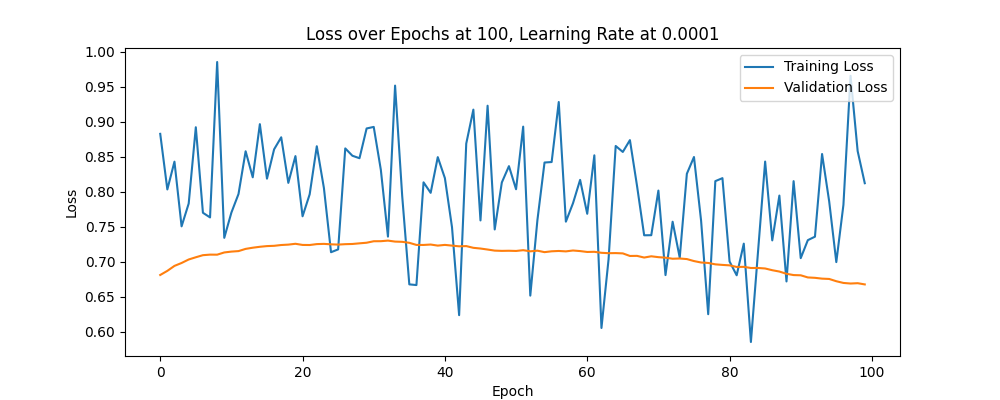 Loss over Epochs at 100, Learning Rate at 0.0001
1.00
0.95
0.90
0.85
0.80
0.75
0.70
0.65
0.60
Loss
Training Loss
Validation Loss
0 20 40 60 80 100
Epoch